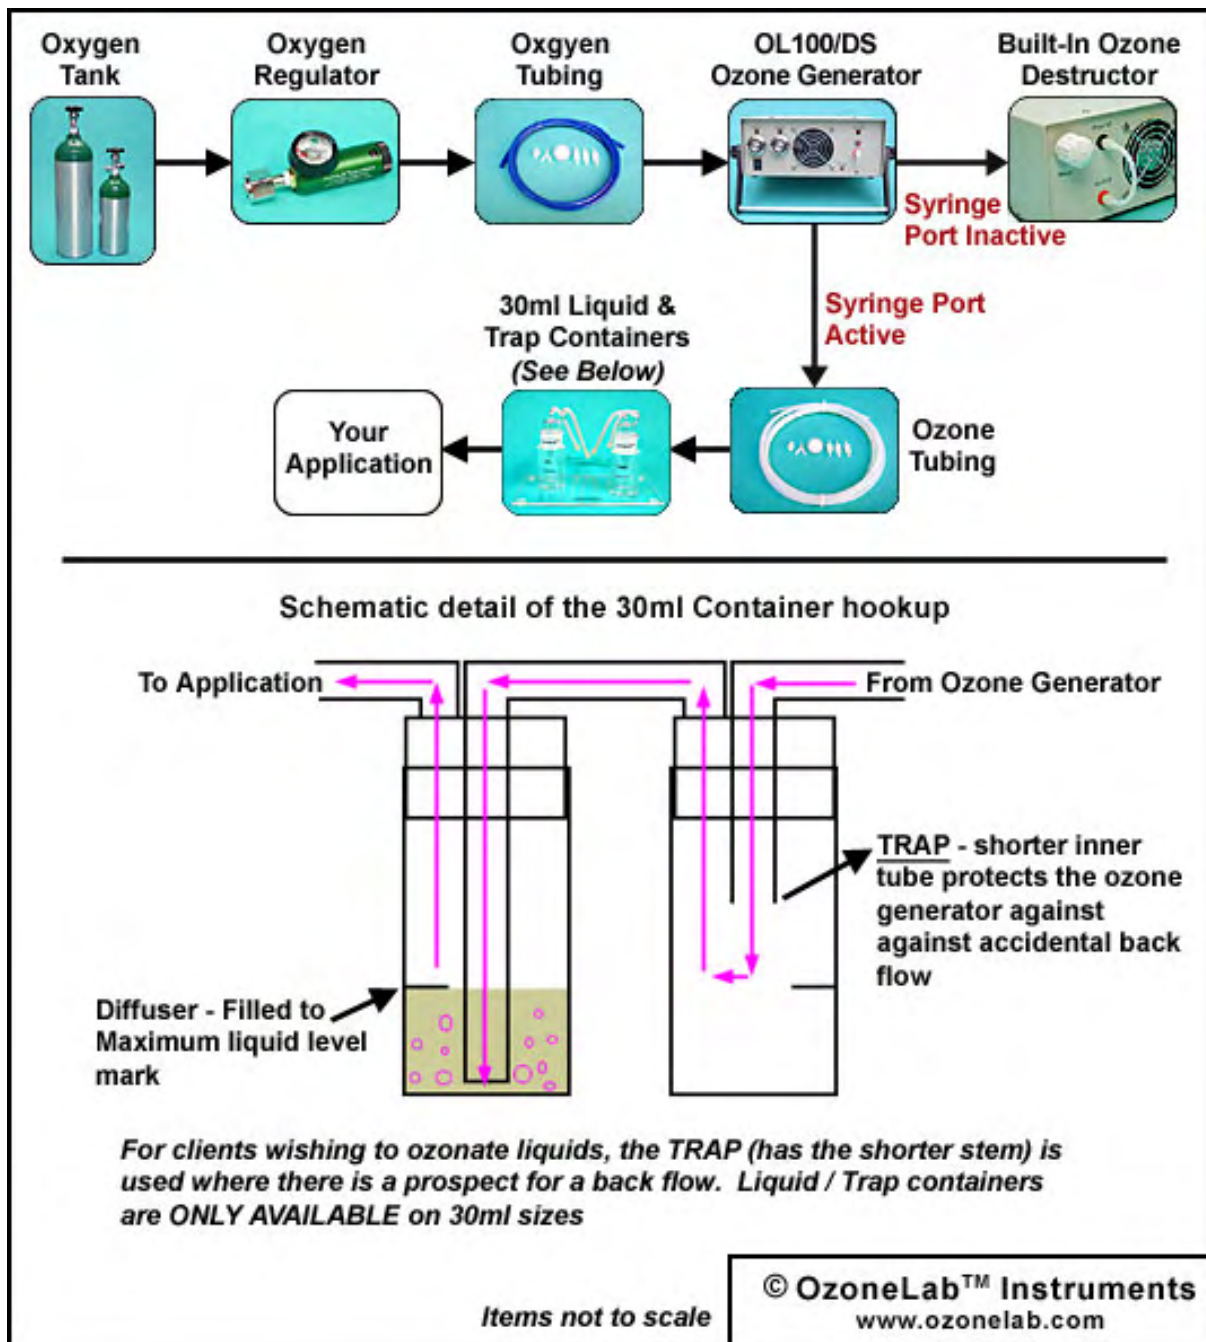 Oxygen
Tank
Oxygen
Regulator
Oxgyen
Tubing
OL100/DS
Ozone Generator
Built-In Ozone
Destructor
Syringe
Port Inactive
Syringe Port
Active
30ml Liquid &
Trap Containers
(See Below)
Your
Application
Ozone
Tubing
Schematic detail of the 30ml Container hookup
To Application
From Ozone Generator
TRAP - shorter inner
tube protects the ozone
generator against
against accidental back
flow
Diffuser - Filled to
Maximum liquid level
mark
For clients wishing to ozonate liquids, the TRAP (has the shorter stem) is
used where there is a prospect for a back flow.  Liquid / Trap containers
are ONLY AVAILABLE on 30ml sizes
Items not to scale
© OzoneLab™ Instruments
www.ozonelab.com